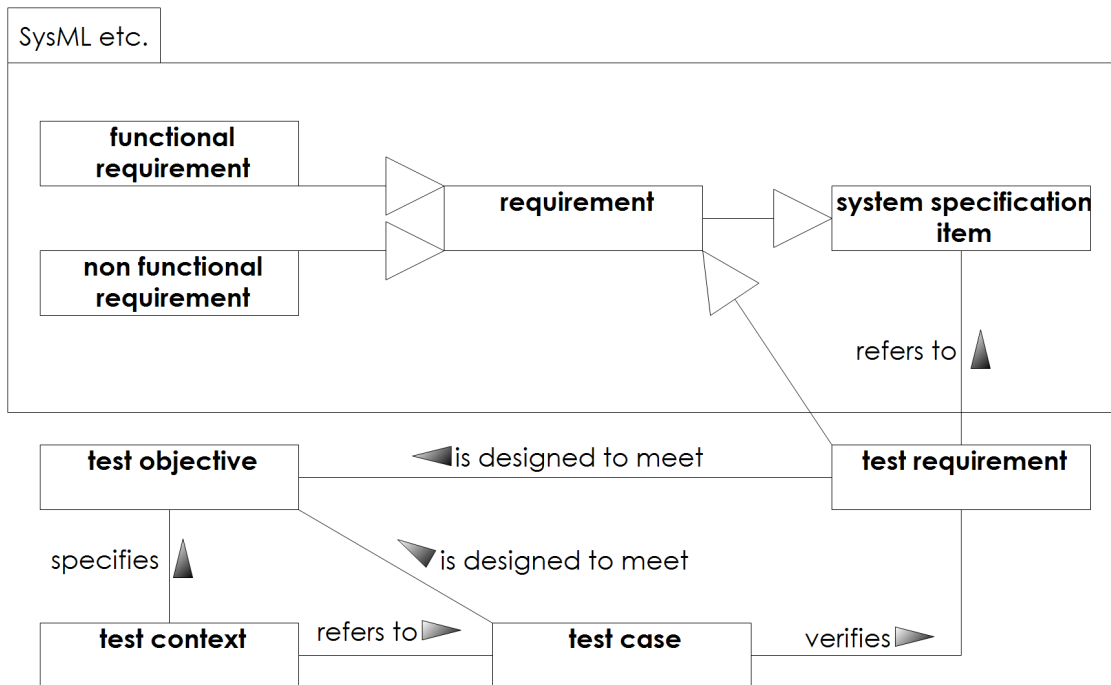 SysML etc.
functional
requirement
requirement
system specification
item
non functional
requirement
refers to
test objective
is designed to meet
test requirement
specifies
is designed to meet
test context
refers to
test case
verifies